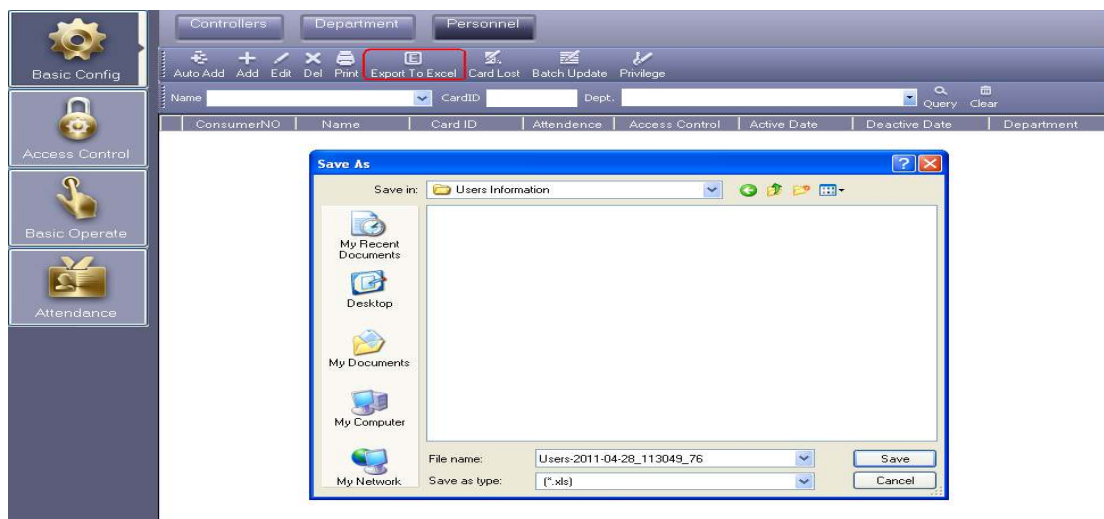 Controllers Department Personnel
Auto Add Add Edit Del Print Export To Excel Card Lost Batch Update Privilege
Name CardID Dept. Query Clear
ConsumerNO Name Card ID Attendence Access Control Active Date Deactive Date Department
Basic Config
Access Control
Basic Operate
Attendance
Save As
Save in: Users Information
My Recent
Documents
Desktop
My Documents
My Computer
My Network
File name: Users-2011-04-28_113049_76 Save
Save as type: (*.xls) Cancel